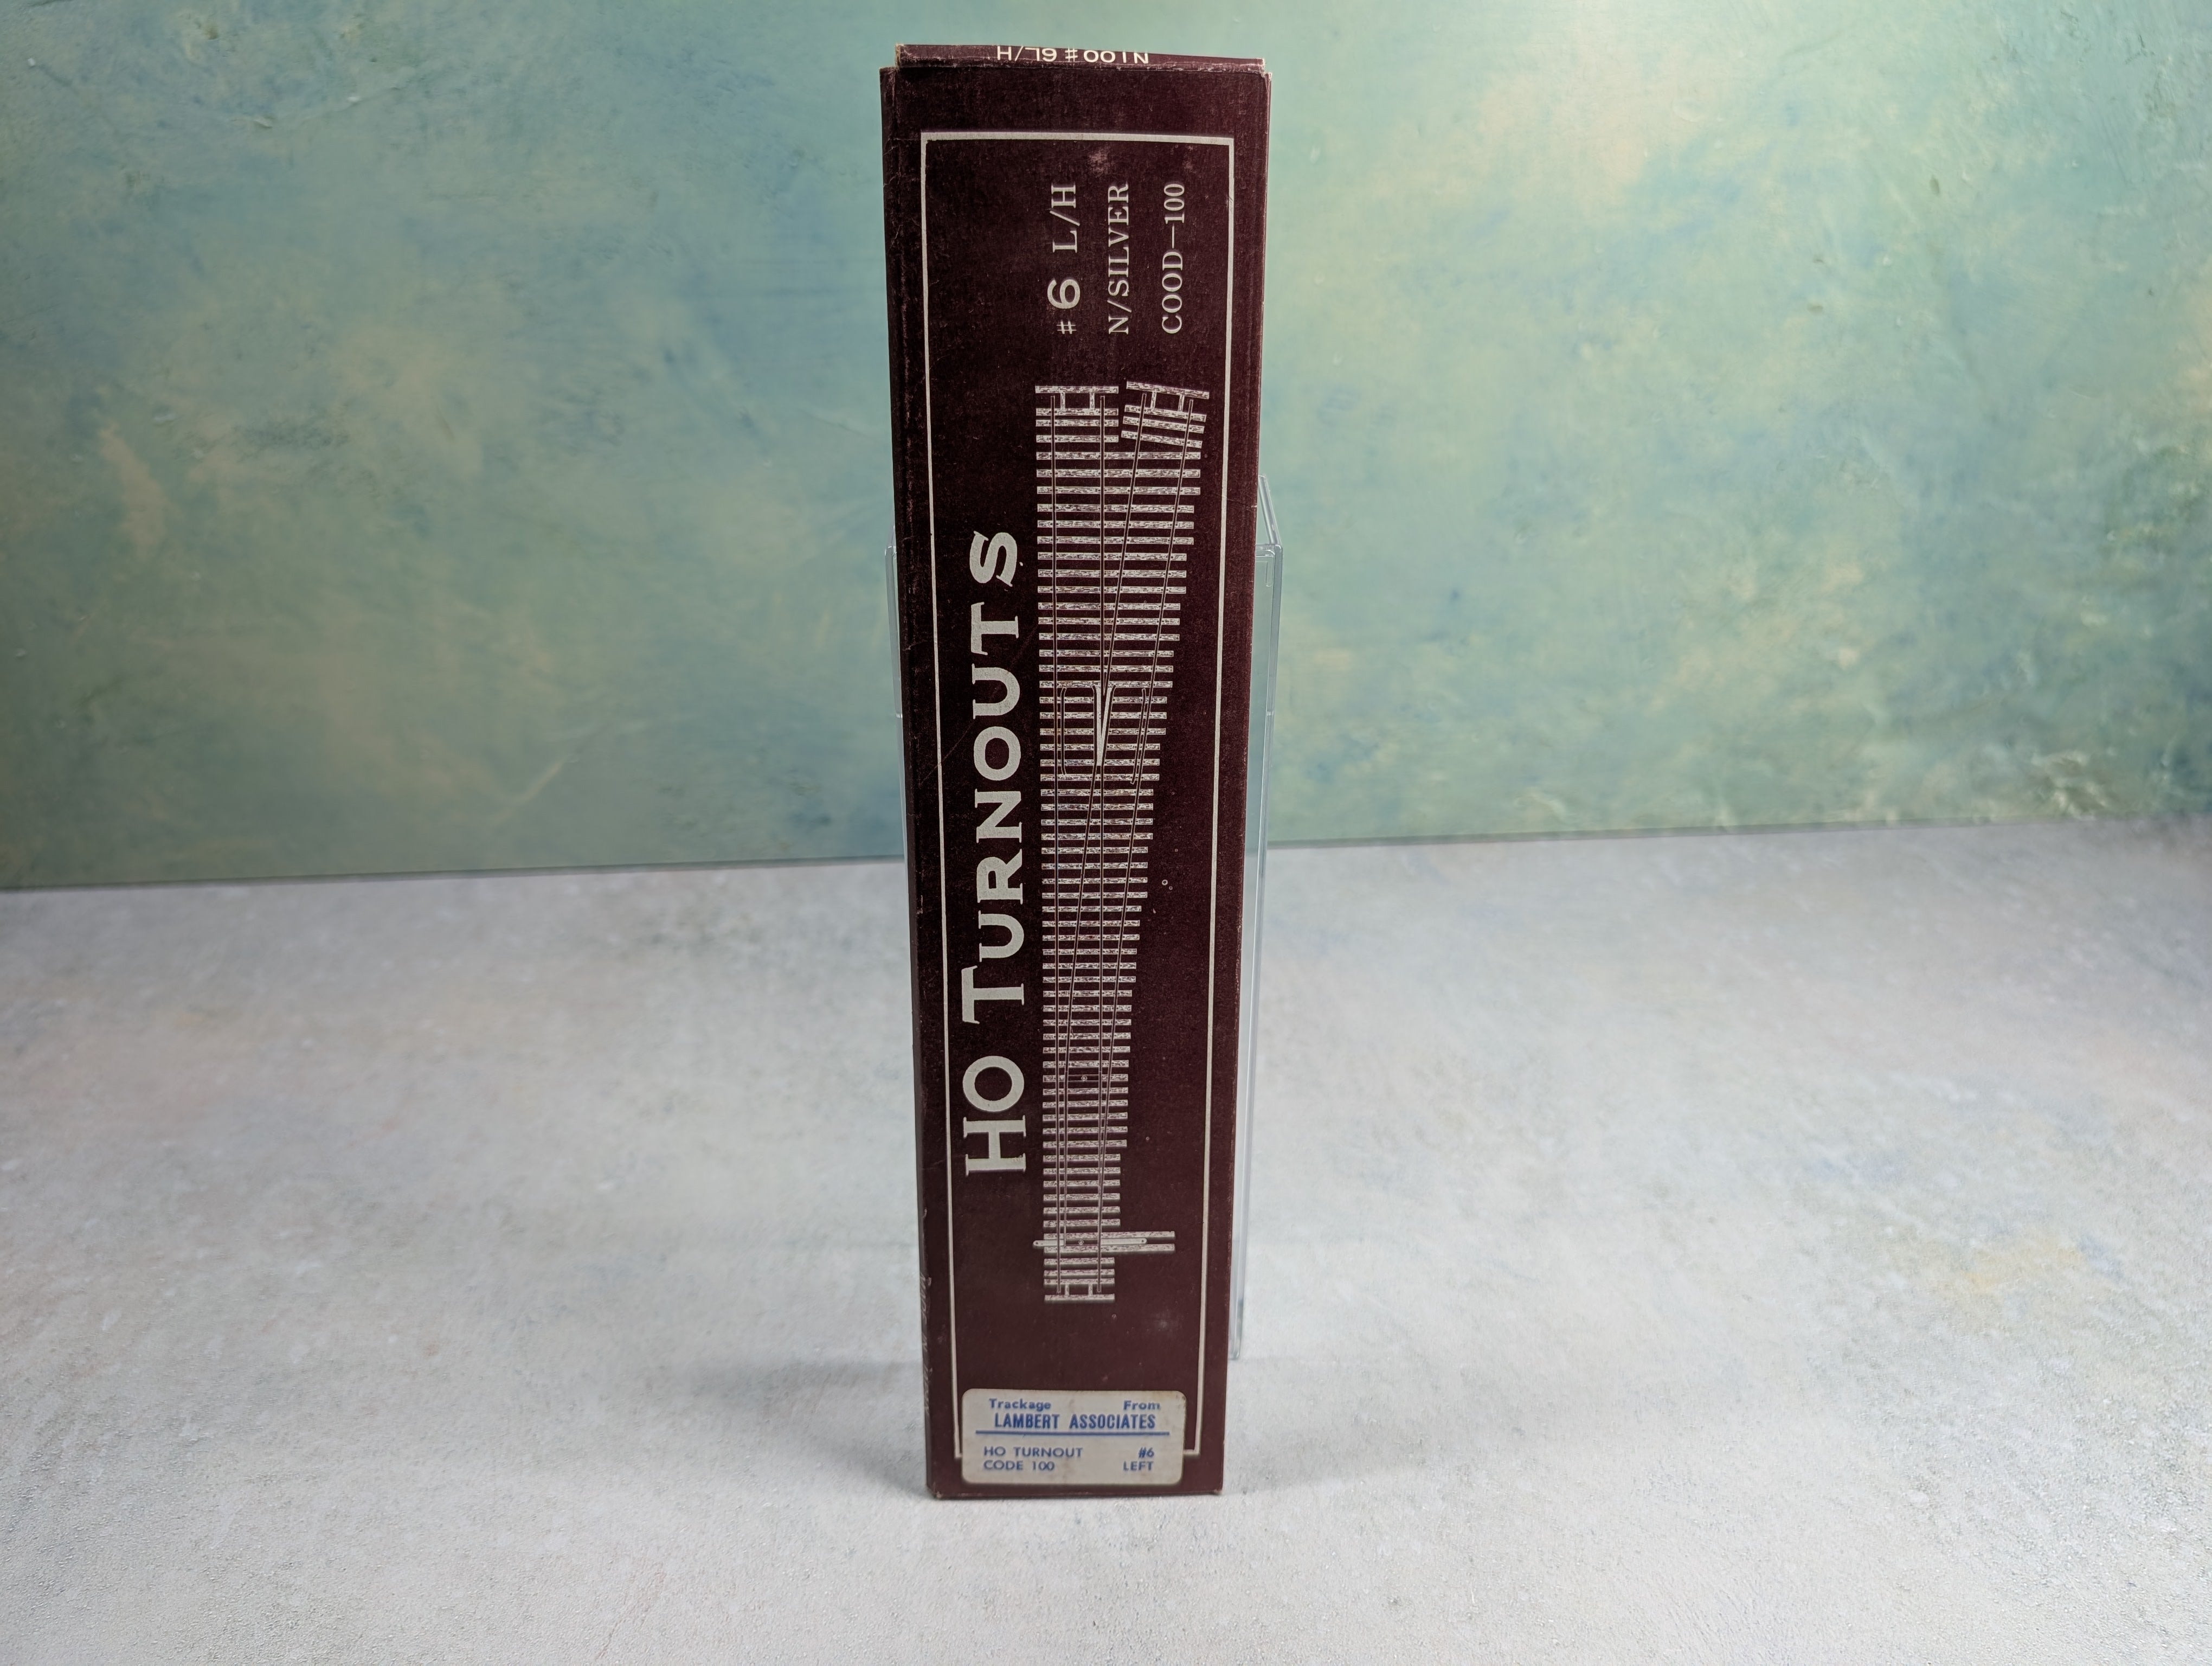 N100 # 6L/H
HO TURNOUTS
# 6 L/H
N/SILVER
COOD—100
Trackage From
LAMBERT ASSOCIATES
HO TURNOUT #6
CODE 100 LEFT